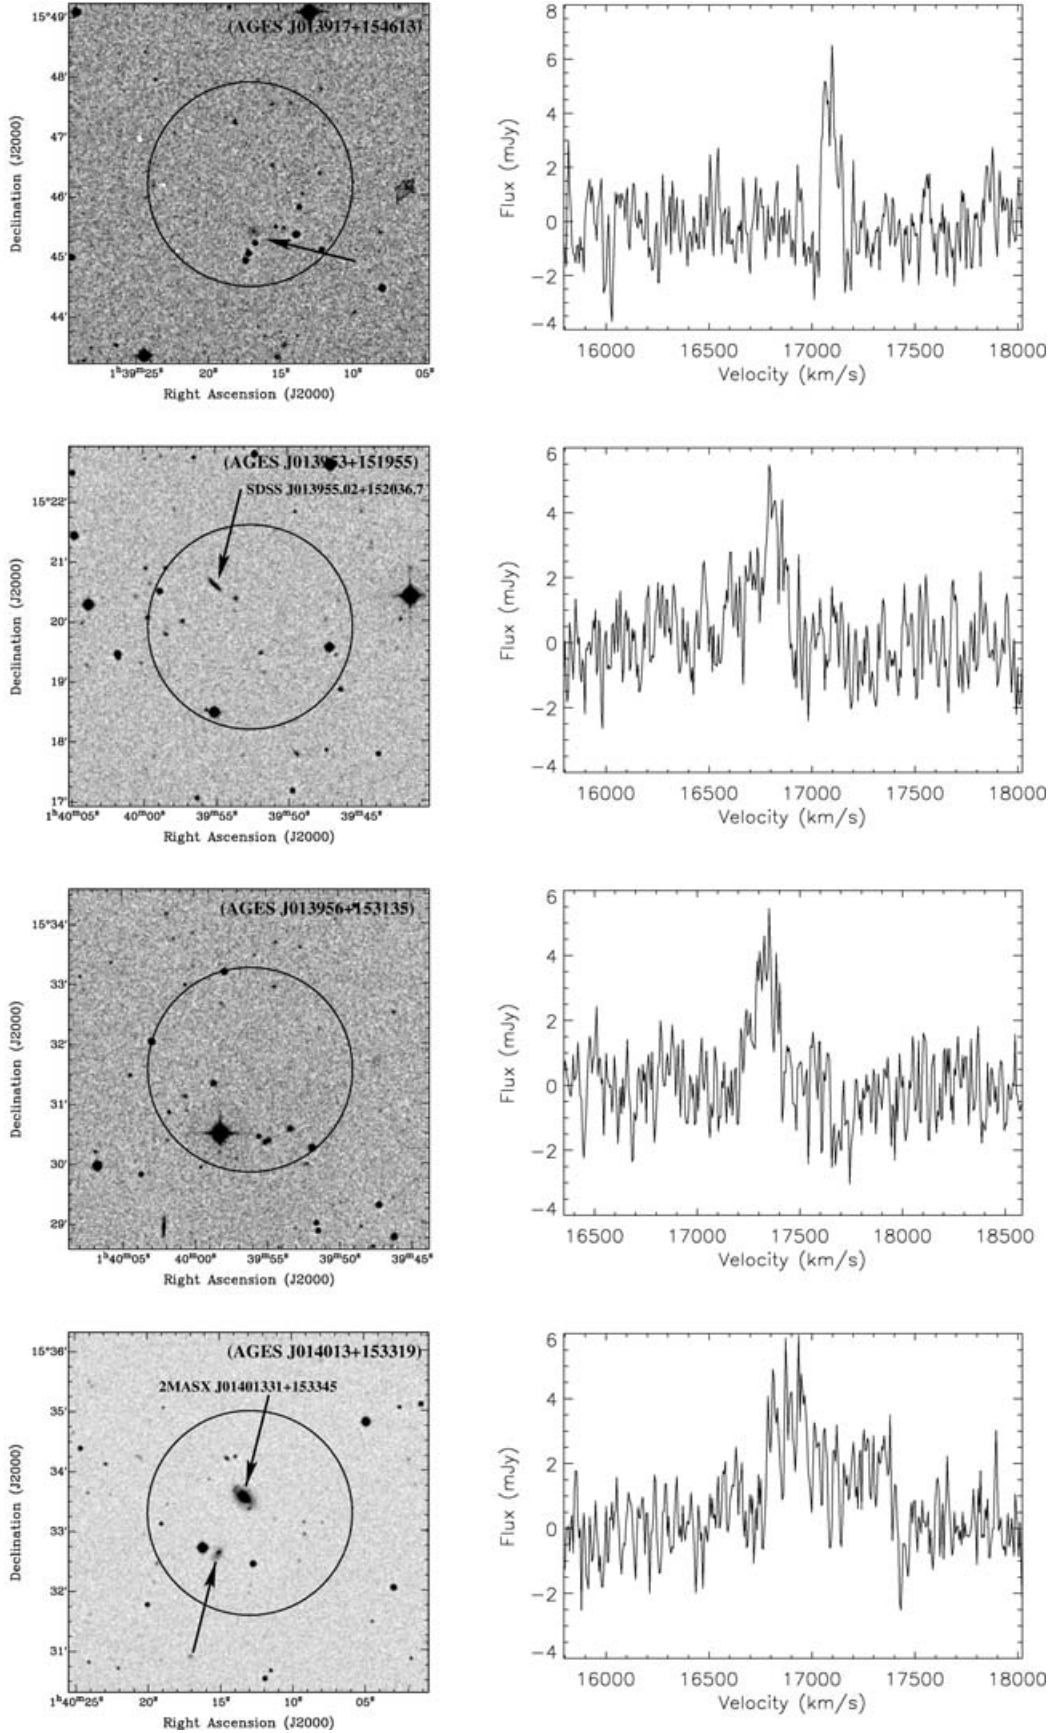 (AGES J013917+154613)
15°49'
48'
47'
46'
45'
44'
Declination (J2000)
1ʰ39ᵐ25ˢ 20ˢ 15ˢ 10ˢ 05ˢ
Right Ascension (J2000)
8
6
4
2
0
−2
−4
Flux (mJy)
16000 16500 17000 17500 18000
Velocity (km/s)
(AGES J013953+151955)
SDSS J013955.02+152036.7
15°22'
21'
20'
19'
18'
17'
Declination (J2000)
1ʰ40ᵐ05ˢ 40ᵐ00ˢ 39ᵐ55ˢ 39ᵐ50ˢ 39ᵐ45ˢ
Right Ascension (J2000)
6
4
2
0
−2
−4
Flux (mJy)
16000 16500 17000 17500 18000
Velocity (km/s)
(AGES J013956+153135)
15°34'
33'
32'
31'
30'
29'
Declination (J2000)
1ʰ40ᵐ05ˢ 40ᵐ00ˢ 39ᵐ55ˢ 39ᵐ50ˢ 39ᵐ45ˢ
Right Ascension (J2000)
6
4
2
0
−2
−4
Flux (mJy)
16500 17000 17500 18000 18500
Velocity (km/s)
(AGES J014013+153319)
2MASX J01401331+153345
15°36'
35'
34'
33'
32'
31'
Declination (J2000)
1ʰ40ᵐ25ˢ 20ˢ 15ˢ 10ˢ 05ˢ
Right Ascension (J2000)
6
4
2
0
−2
−4
Flux (mJy)
16000 16500 17000 17500 18000
Velocity (km/s)